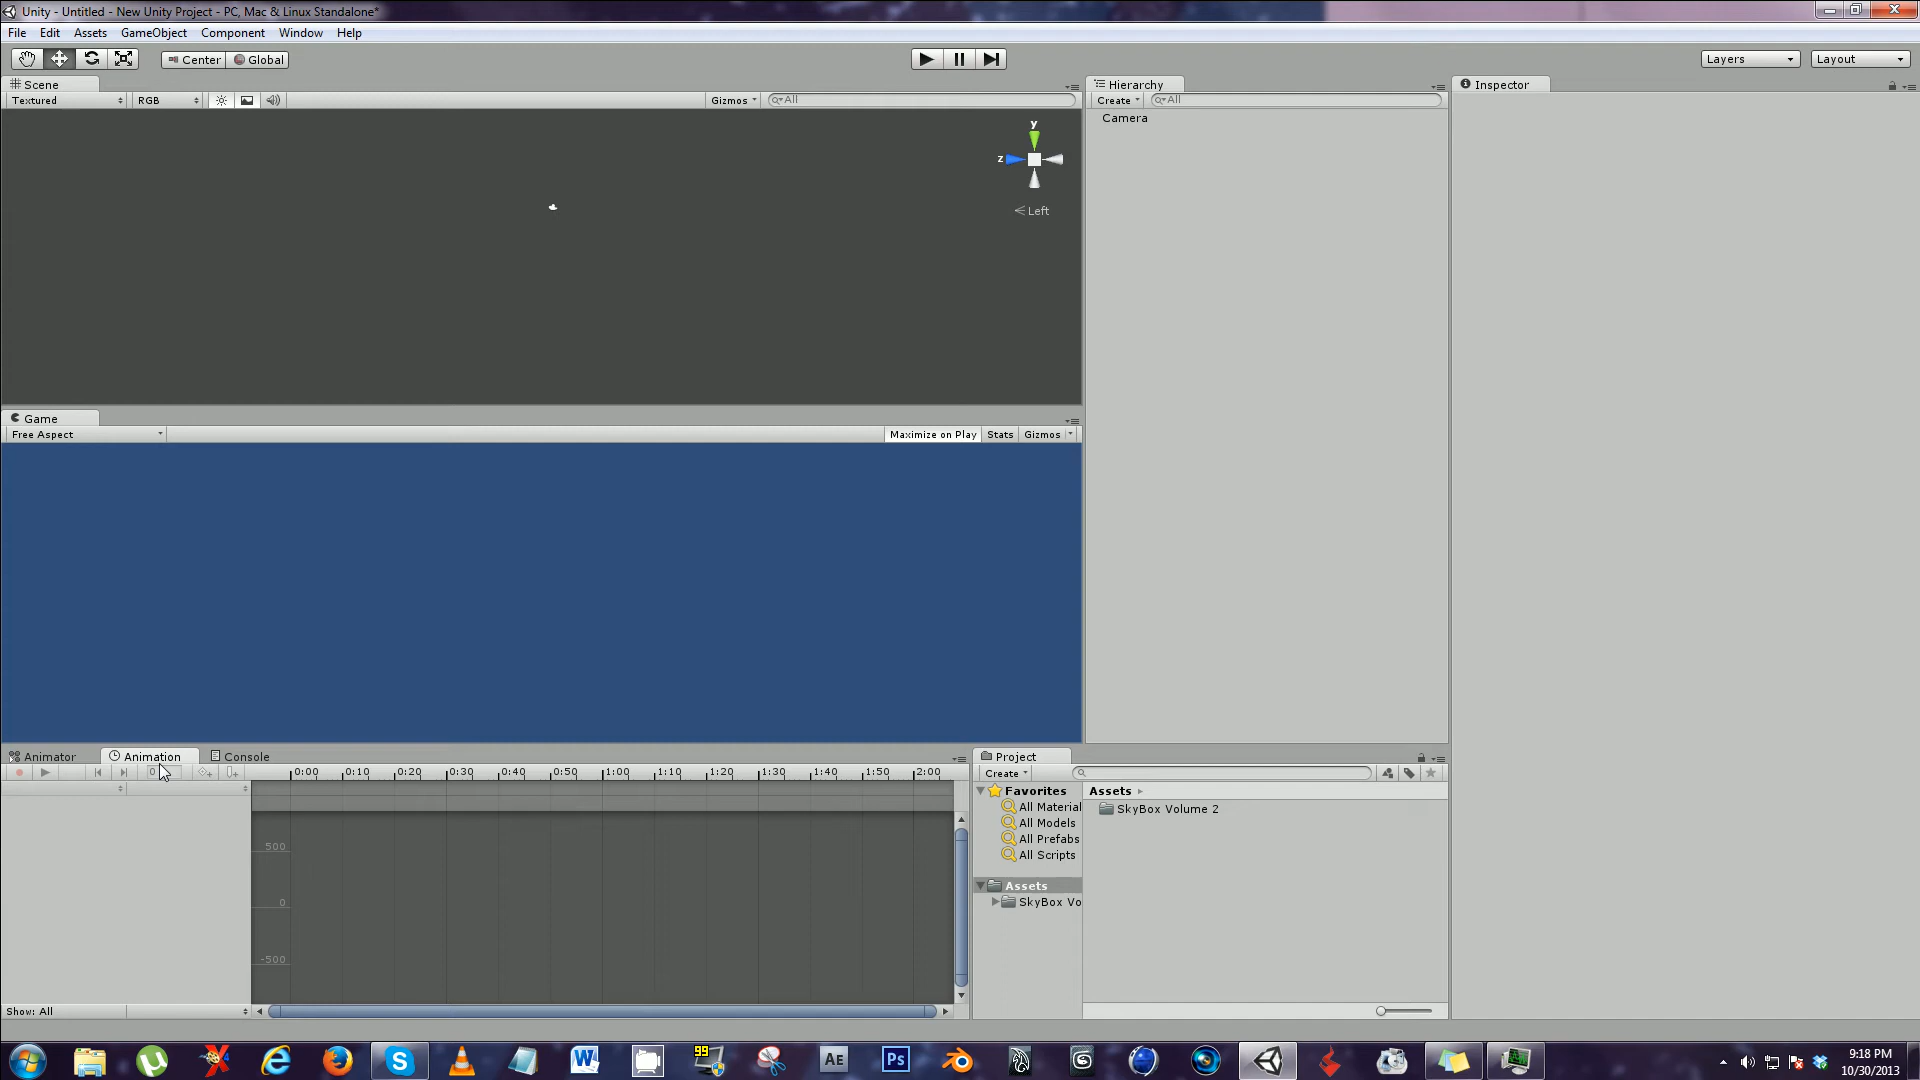 Unity - Untitled - New Unity Project - PC, Mac & Linux Standalone*
File Edit Assets GameObject Component Window Help
Center Global Layers Layout
Scene Hierarchy Inspector
Textured RGB Gizmos All Create All
Camera
y
z
Left
Game
Free Aspect Maximize on Play Stats Gizmos
Animator Animation Console Project
0 0:00 0:10 0:20 0:30 0:40 0:50 1:00 1:10 1:20 1:30 1:40 1:50 2:00 Create
Favorites Assets
All Material SkyBox Volume 2
All Models
All Prefabs
All Scripts
500
0
-500
Assets
SkyBox Vo
Show: All
99 Ae Ps
9:18 PM
10/30/2013